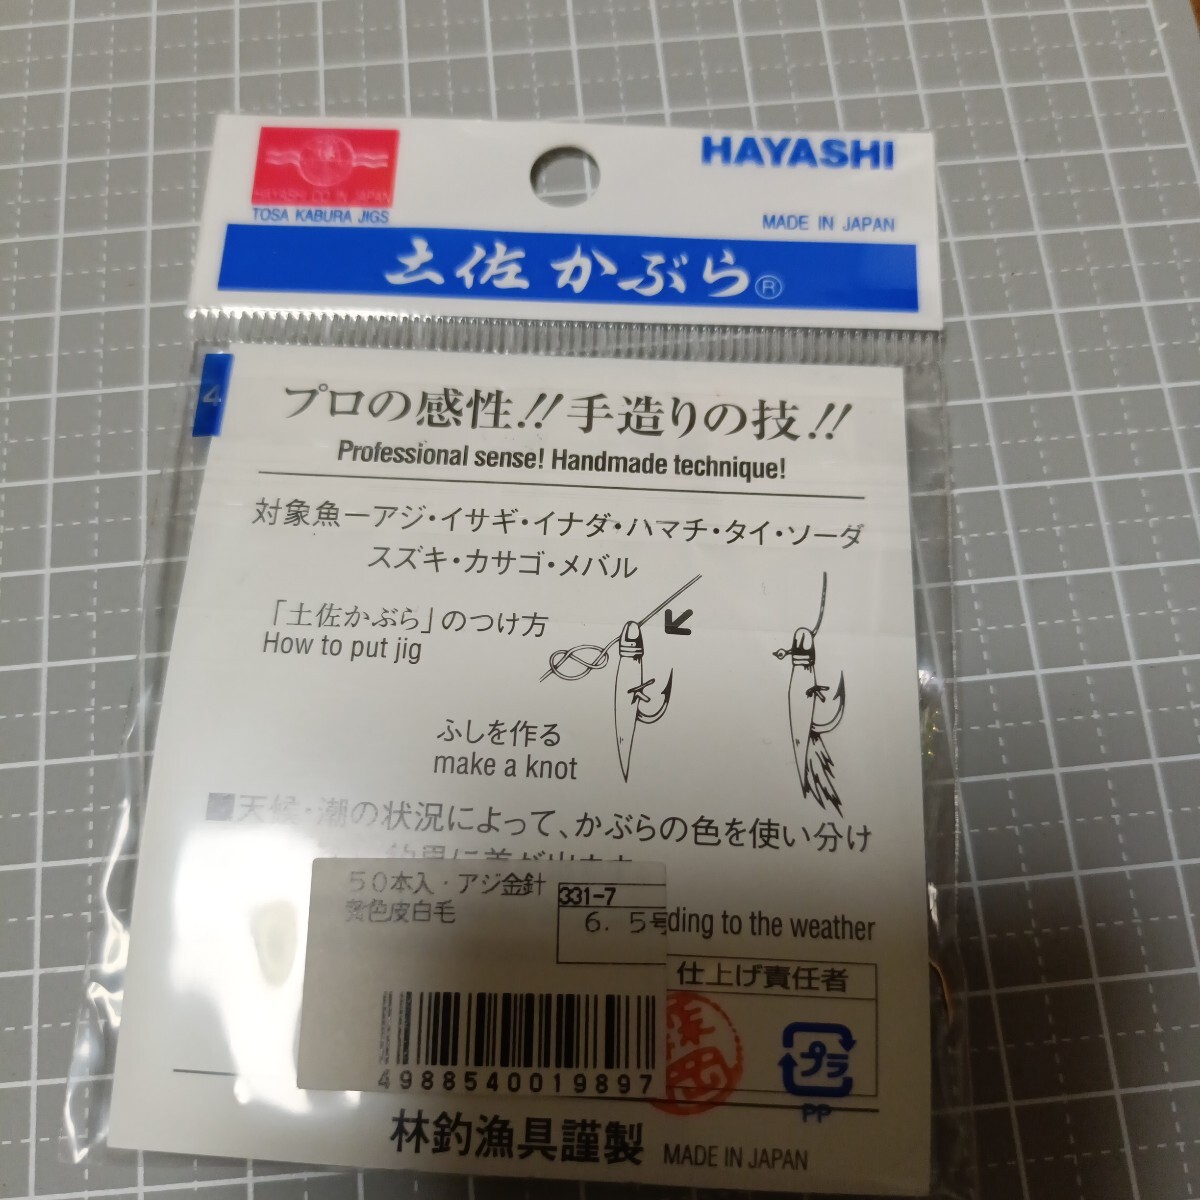 HAYASHI
HAYASHI CO IN JAPAN
TOSA KABURA JIGS
MADE IN JAPAN
土佐かぶら®
4
プロの感性!!手造りの技!!
Professional sense! Handmade technique!
対象魚ーアジ・イサギ・イナダ・ハマチ・タイ・ソーダ
スズキ・カサゴ・メバル
「土佐かぶら」のつけ方
How to put jig
ふしを作る
make a knot
■天候・潮の状況によって、かぶらの色を使い分け
50本入・アジ金針
色皮白毛
331-7
6.5号
ding to the weather
仕上げ責任者
プラ
PP
4988540019897
林釣漁具謹製 MADE IN JAPAN